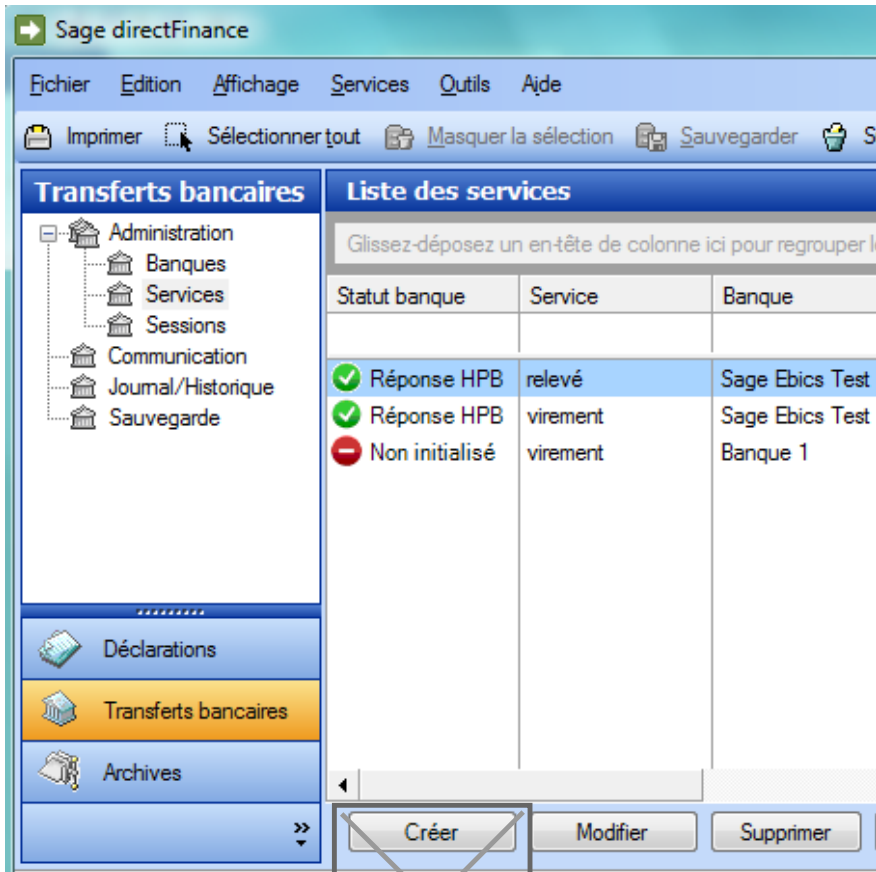 Sage directFinance
Fichier Edition Affichage Services Outils Aide
Imprimer Sélectionner tout Masquer la sélection Sauvegarder S
Transferts bancaires
Administration
Banques
Services
Sessions
Communication
Journal/Historique
Sauvegarde
Déclarations
Transferts bancaires
Archives
Liste des services
Glissez-déposez un en-tête de colonne ici pour regrouper l
Statut banque Service Banque
Réponse HPB relevé Sage Ebics Test
Réponse HPB virement Sage Ebics Test
Non initialisé virement Banque 1
Créer Modifier Supprimer